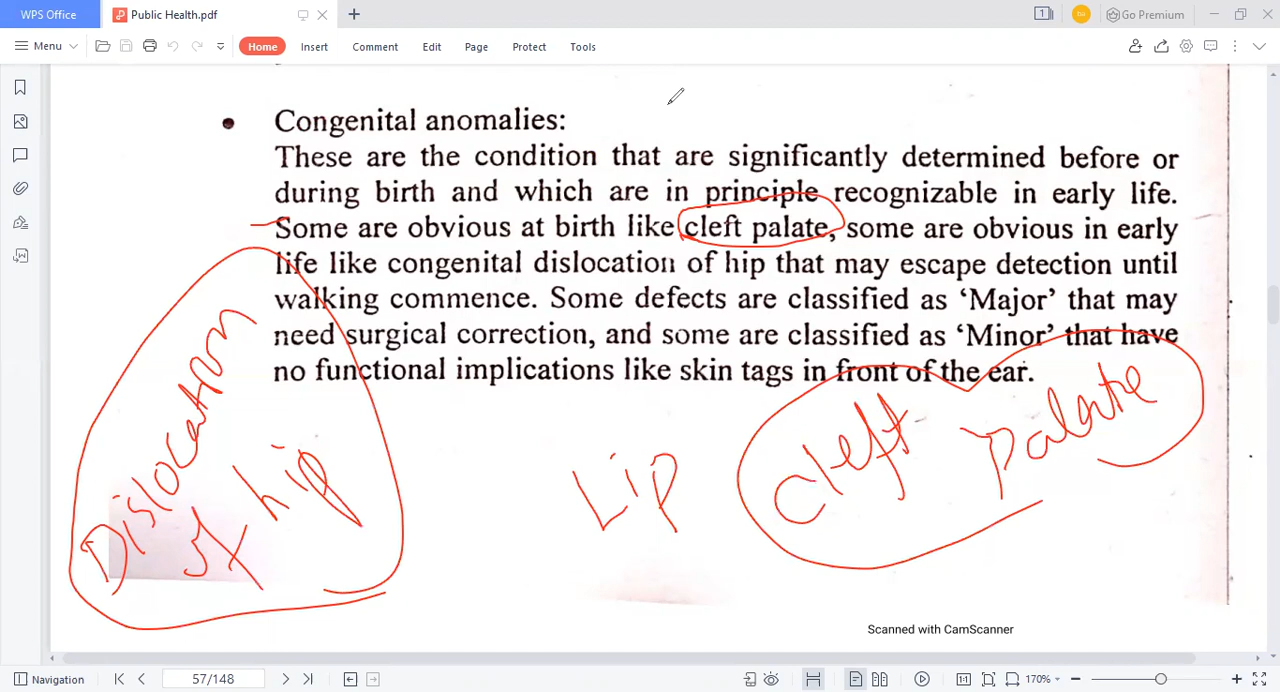 WPS Office
Public Health.pdf
1
Go Premium
Menu
Home
Insert
Comment
Edit
Page
Protect
Tools
Congenital anomalies:
These are the condition that are significantly determined before or
during birth and which are in principle recognizable in early life.
Some are obvious at birth like cleft palate, some are obvious in early
life like congenital dislocation of hip that may escape detection until
walking commence. Some defects are classified as ‘Major’ that may
need surgical correction, and some are classified as ‘Minor’ that have
no functional implications like skin tags in front of the ear.
Dislocation
of hip
Lip
Cleft
Palate
Scanned with CamScanner
Navigation
57/148
1:1
170%